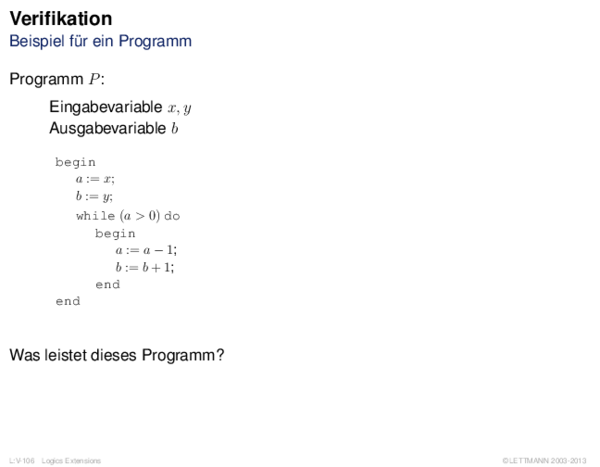 Verifikation
Beispiel für ein Programm
Programm P:
Eingabevariable x, y
Ausgabevariable b
begin
a := x;
b := y;
while (a > 0) do
begin
a := a − 1;
b := b + 1;
end
end
Was leistet dieses Programm?
L:V-106 Logics Extensions
©LETTMANN 2003-2013